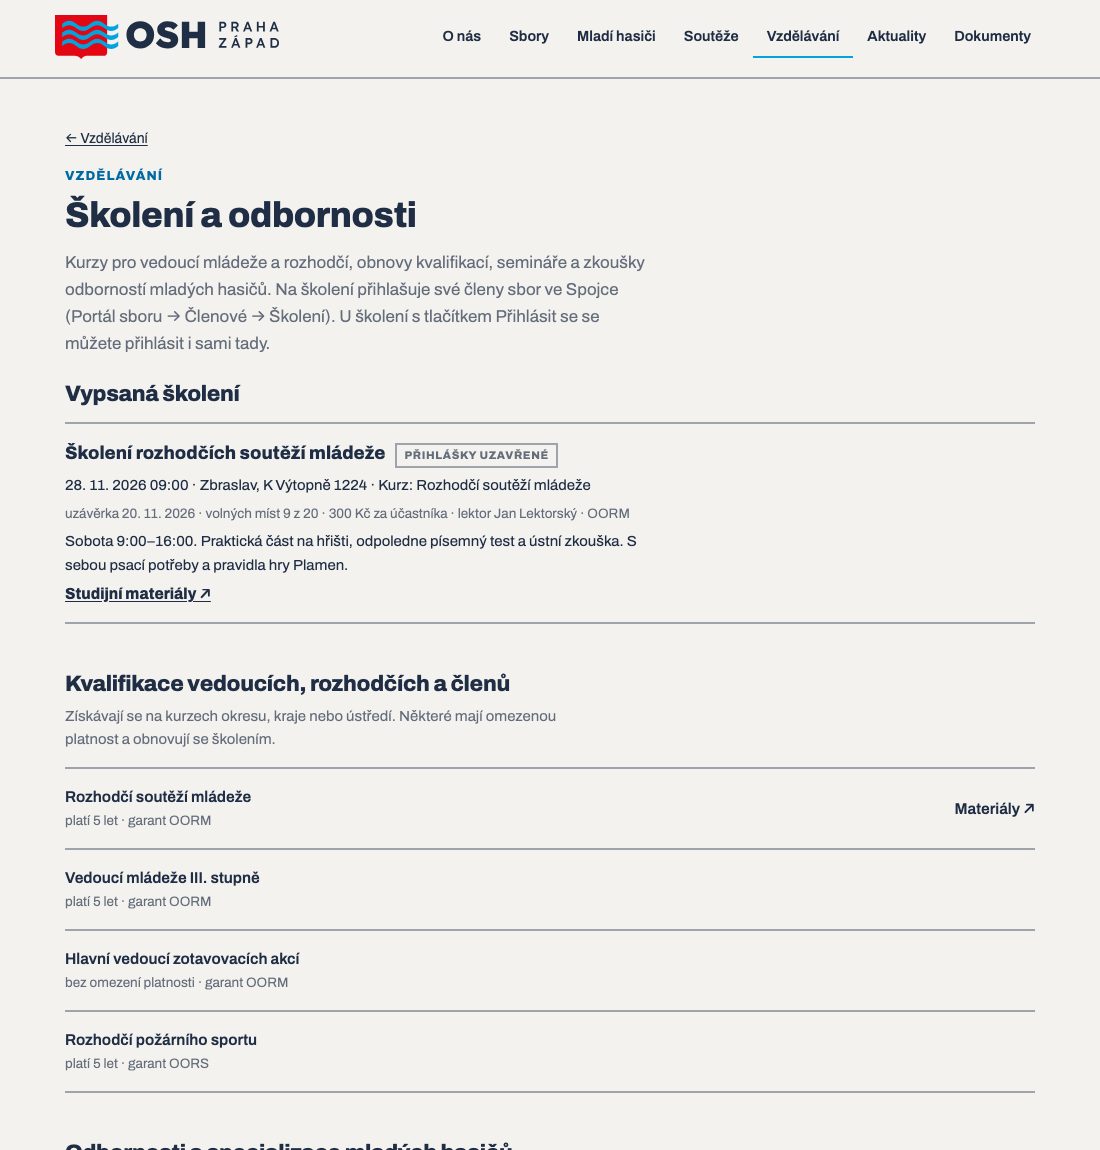 OSH PRAHA ZÁPAD
O nás Sbory Mladí hasiči Soutěže Vzdělávání Aktuality Dokumenty
← Vzdělávání
VZDĚLÁVÁNÍ
Školení a odbornosti
Kurzy pro vedoucí mládeže a rozhodčí, obnovy kvalifikací, semináře a zkoušky
odborností mladých hasičů. Na školení přihlašuje své členy sbor ve Spojce
(Portál sboru → Členové → Školení). U školení s tlačítkem Přihlásit se se
můžete přihlásit i sami tady.
Vypsaná školení
Školení rozhodčích soutěží mládeže PŘIHLÁŠKY UZAVŘENÉ
28. 11. 2026 09:00 · Zbraslav, K Výtopně 1224 · Kurz: Rozhodčí soutěží mládeže
uzávěrka 20. 11. 2026 · volných míst 9 z 20 · 300 Kč za účastníka · lektor Jan Lektorský · OORM
Sobota 9:00–16:00. Praktická část na hřišti, odpoledne písemný test a ústní zkouška. S
sebou psací potřeby a pravidla hry Plamen.
Studijní materiály ↗
Kvalifikace vedoucích, rozhodčích a členů
Získávají se na kurzech okresu, kraje nebo ústředí. Některé mají omezenou
platnost a obnovují se školením.
Rozhodčí soutěží mládeže
platí 5 let · garant OORM
Materiály ↗
Vedoucí mládeže III. stupně
platí 5 let · garant OORM
Hlavní vedoucí zotavovacích akcí
bez omezení platnosti · garant OORM
Rozhodčí požárního sportu
platí 5 let · garant OORS
Odbornosti a specializace mladých hasičů